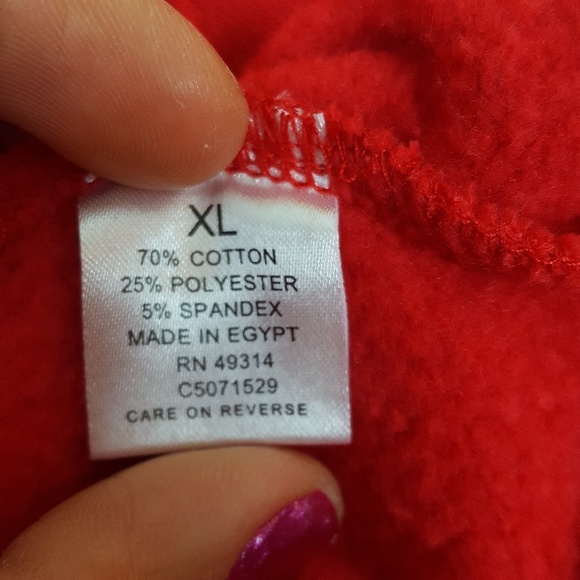 XL
70% COTTON
25% POLYESTER
5% SPANDEX
MADE IN EGYPT
RN 49314
C5071529
CARE ON REVERSE